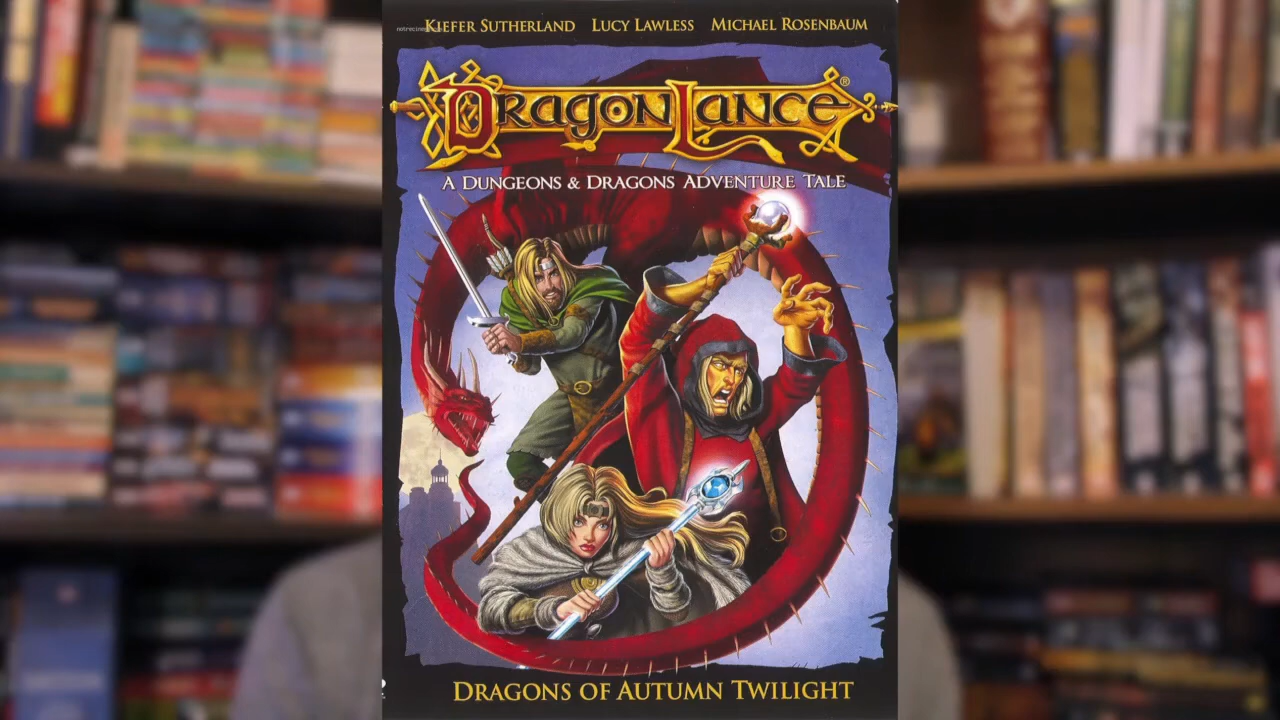 KIEFER SUTHERLAND LUCY LAWLESS MICHAEL ROSENBAUM
DRAGONLANCE®
A DUNGEONS & DRAGONS ADVENTURE TALE
DRAGONS OF AUTUMN TWILIGHT